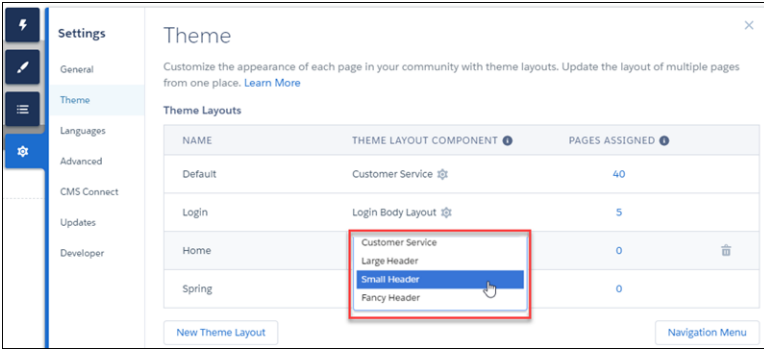 Settings
General
Theme
Languages
Advanced
CMS Connect
Updates
Developer
Theme
Customize the appearance of each page in your community with theme layouts. Update the layout of multiple pages
from one place. Learn More
Theme Layouts
NAME THEME LAYOUT COMPONENT PAGES ASSIGNED
Default Customer Service 40
Login Login Body Layout 5
Home 0
Customer Service
Large Header
Small Header
Fancy Header
Spring 0
New Theme Layout Navigation Menu